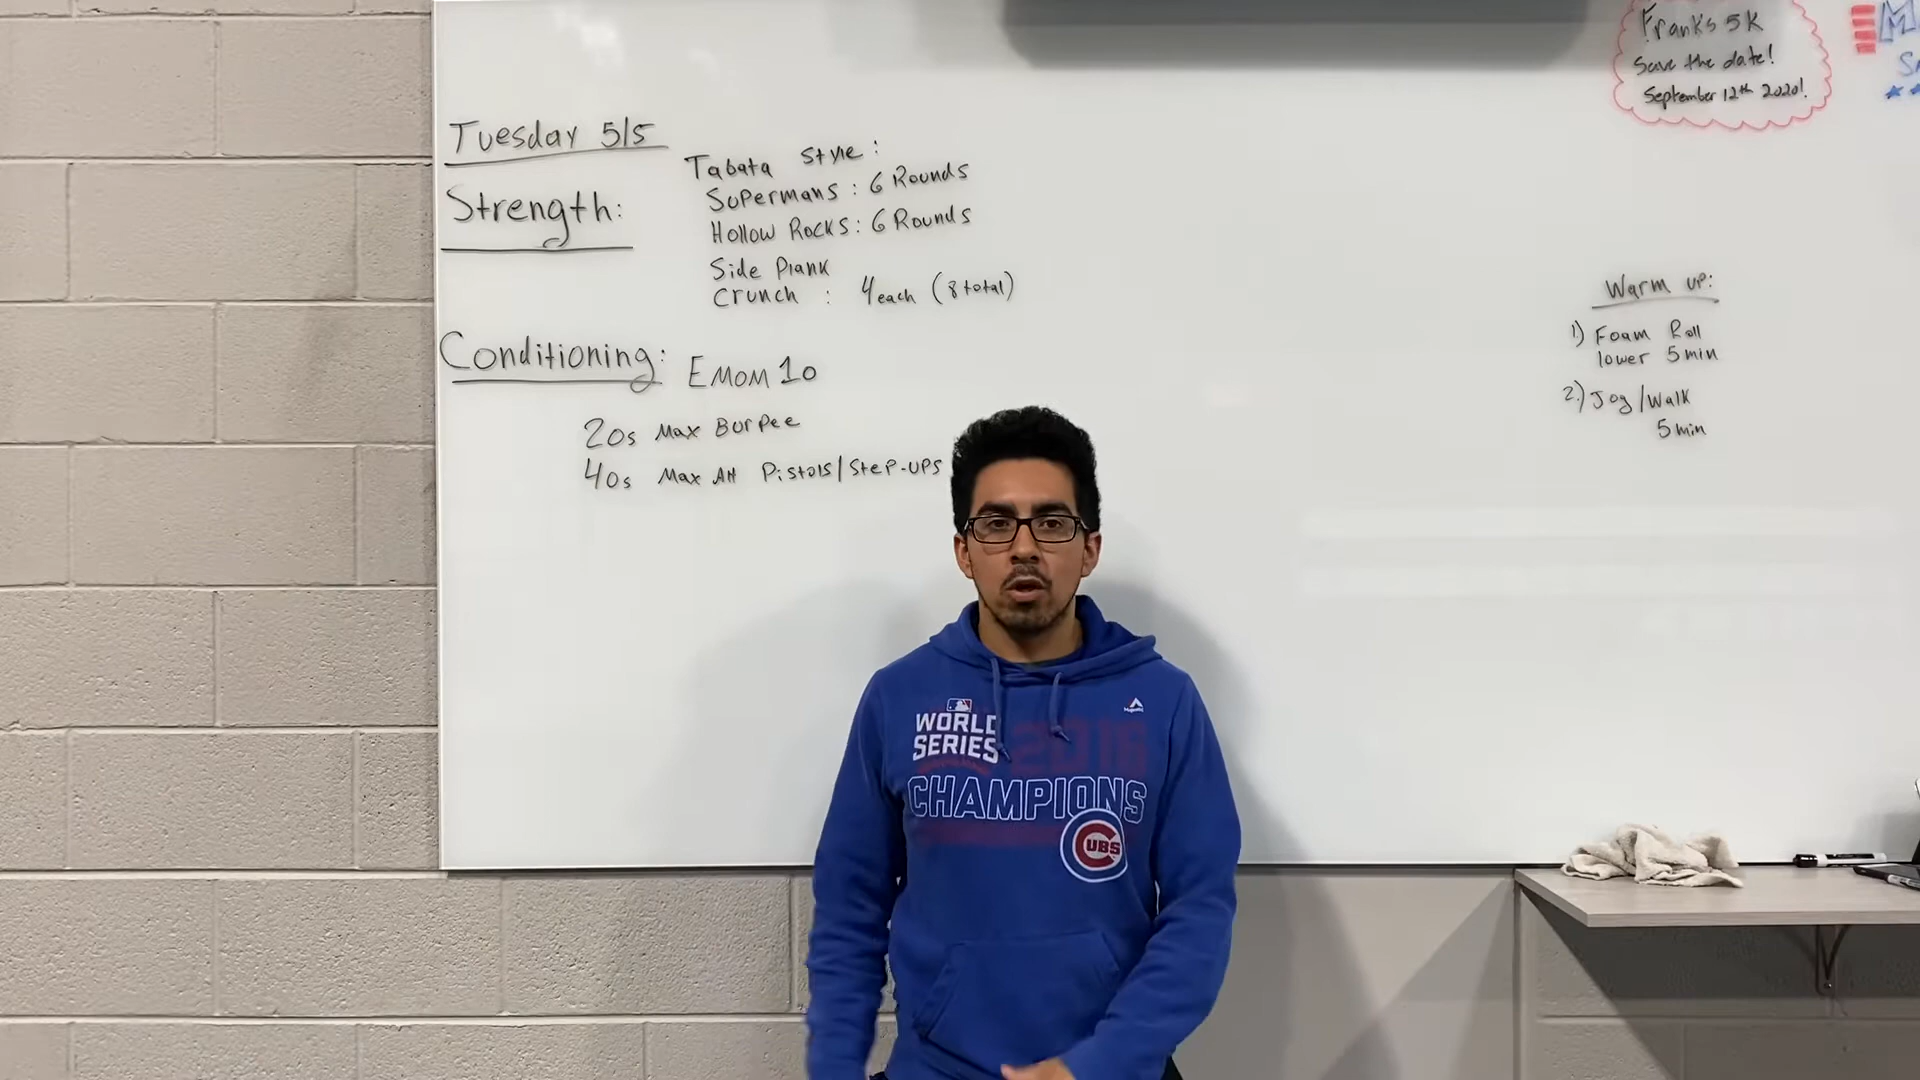 Tuesday 5/5
Strength:
Tabata Style:
Supermans: 6 Rounds
Hollow Rocks: 6 Rounds
Side Plank
Crunch : 4 each (8 total)
Conditioning: EMOM 10
20s Max Burpee
40s Max Alt Pistols/Step-ups
Frank's 5K
Save the date!
September 12th 2020!
Warm up:
1) Foam Roll
lower 5 min
2.) Jog/Walk
5 min
WORLD
SERIES
2016
CHAMPIONS
CUBS
Majestic